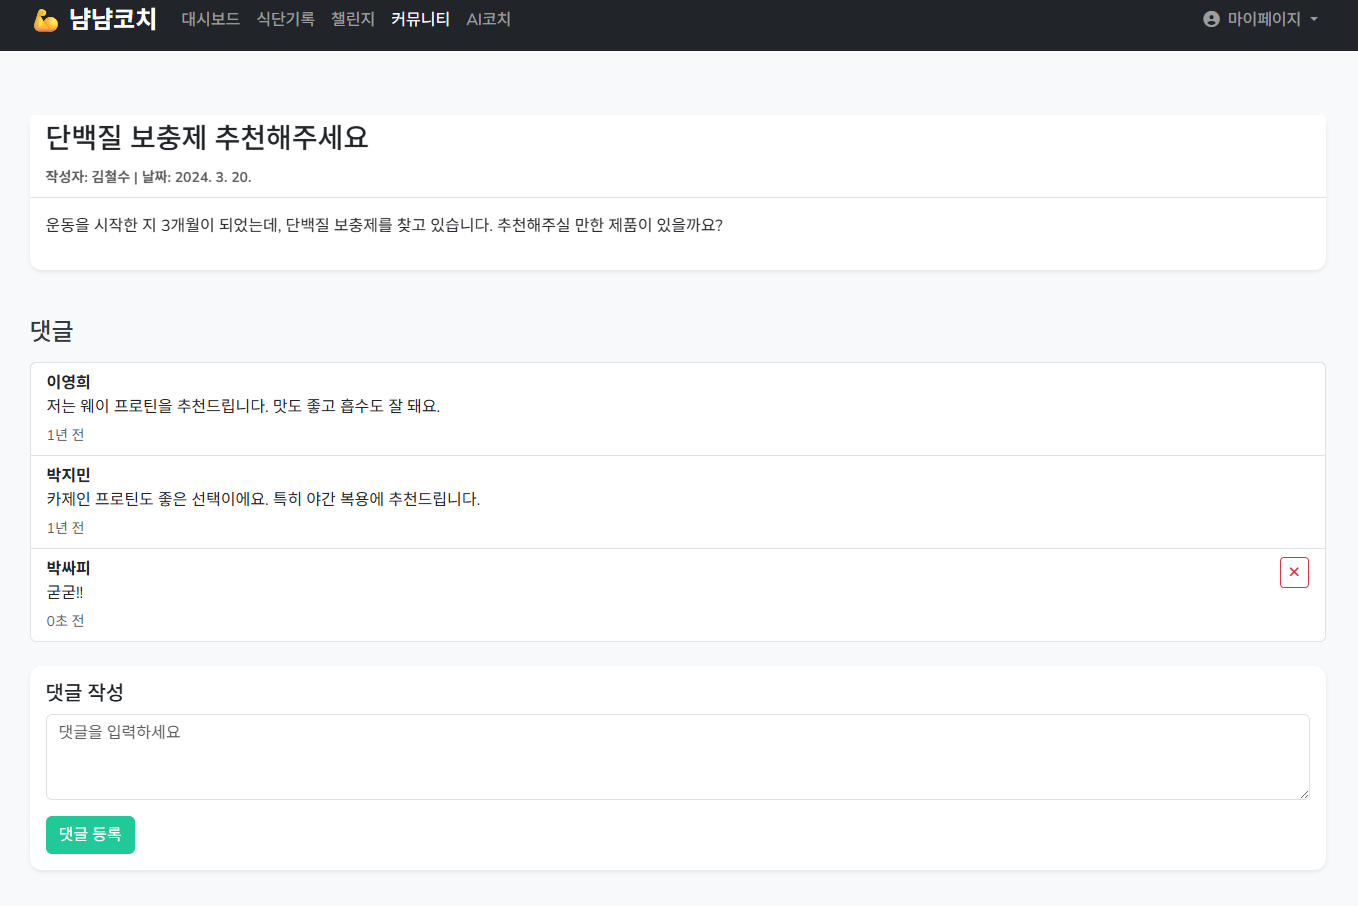 냠냠코치 대시보드 식단기록 챌린지 커뮤니티 AI코치 마이페이지
단백질 보충제 추천해주세요
작성자: 김철수 | 날짜: 2024. 3. 20.
운동을 시작한 지 3개월이 되었는데, 단백질 보충제를 찾고 있습니다. 추천해주실 만한 제품이 있을까요?
댓글
이영희
저는 웨이 프로틴을 추천드립니다. 맛도 좋고 흡수도 잘 돼요.
1년 전
박지민
카제인 프로틴도 좋은 선택이에요. 특히 야간 복용에 추천드립니다.
1년 전
박싸피
굳굳!!
0초 전
댓글 작성
댓글을 입력하세요
댓글 등록